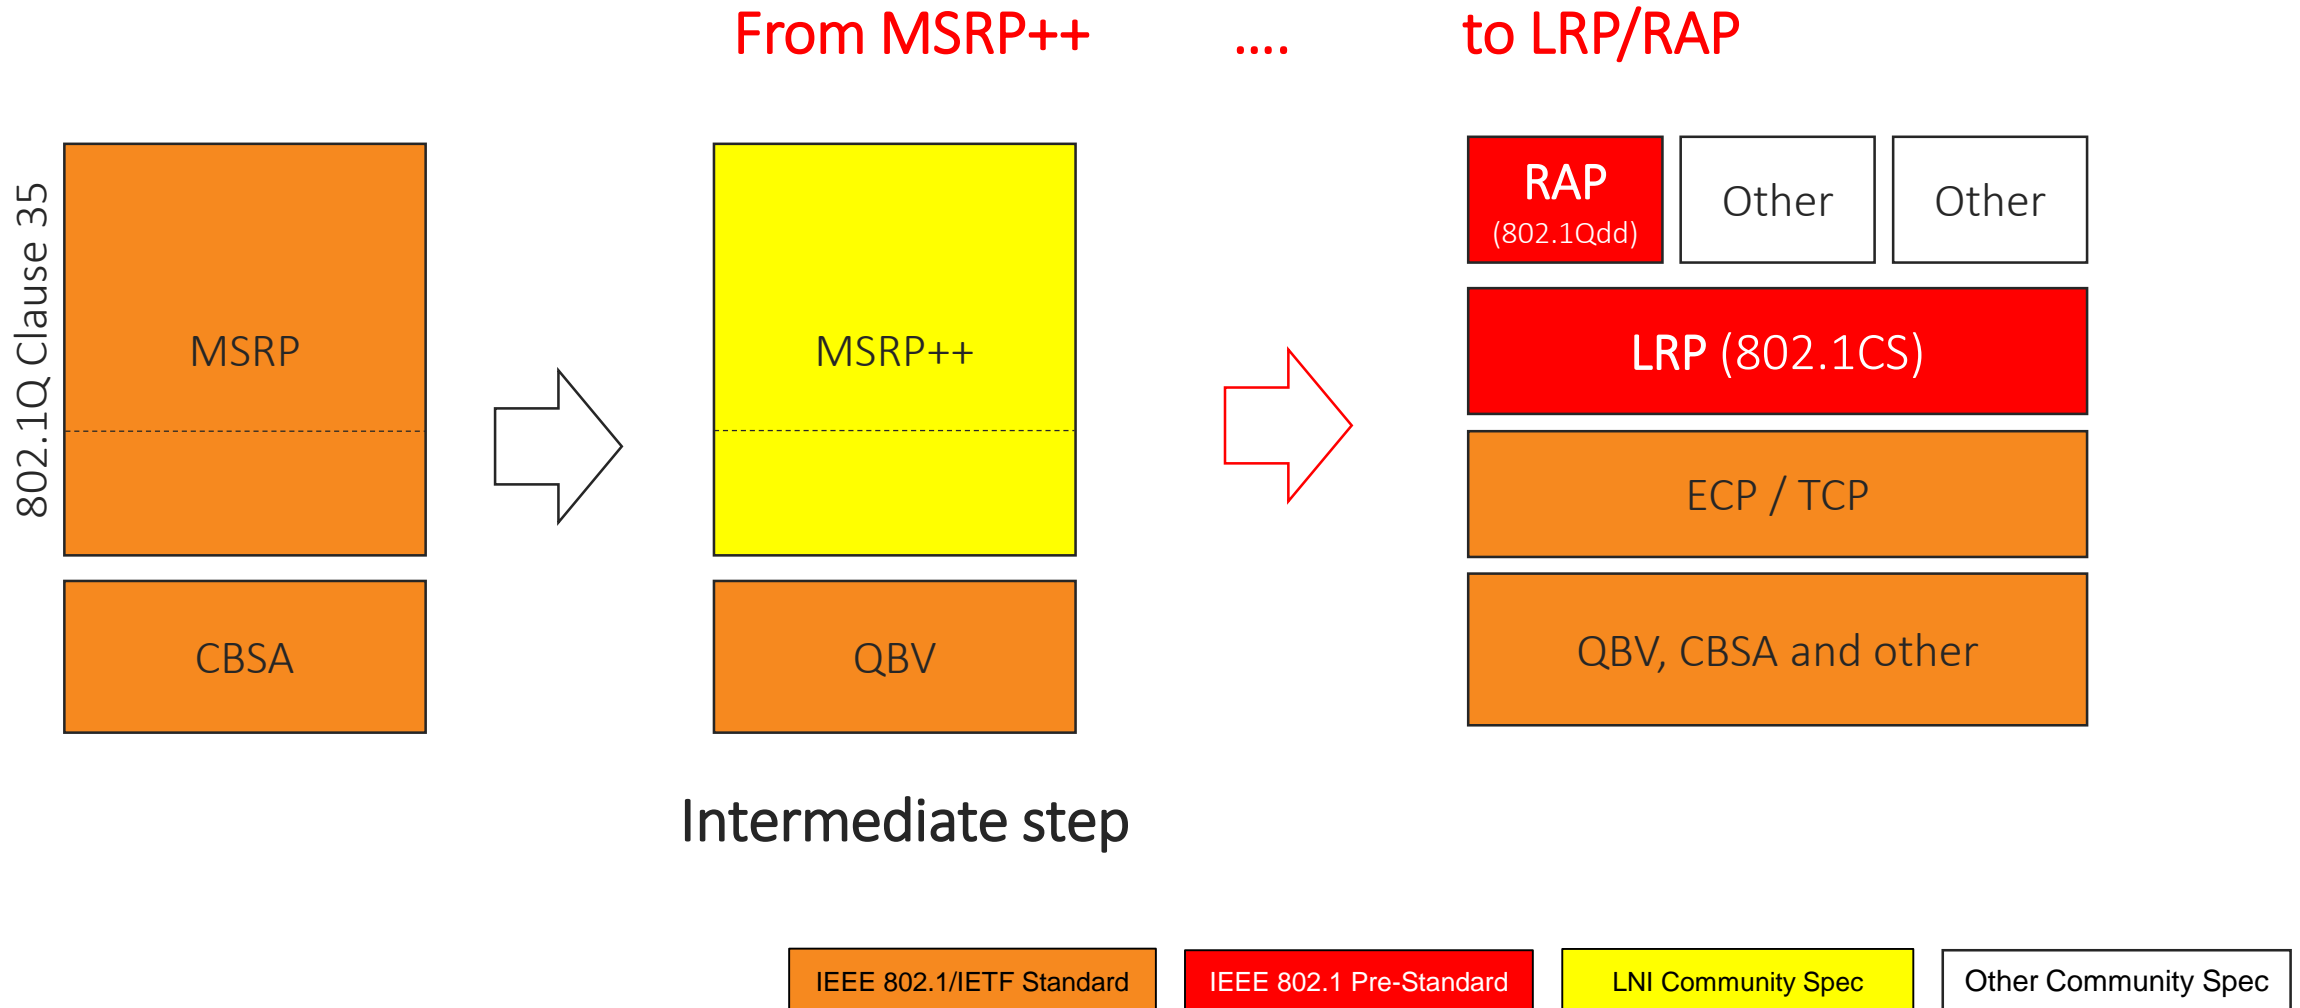 From MSRP++ .... to LRP/RAP
802.1Q Clause 35
MSRP
CBSA
MSRP++
QBV
Intermediate step
RAP
(802.1Qdd)
Other
Other
LRP (802.1CS)
ECP / TCP
QBV, CBSA and other
IEEE 802.1/IETF Standard
IEEE 802.1 Pre-Standard
LNI Community Spec
Other Community Spec